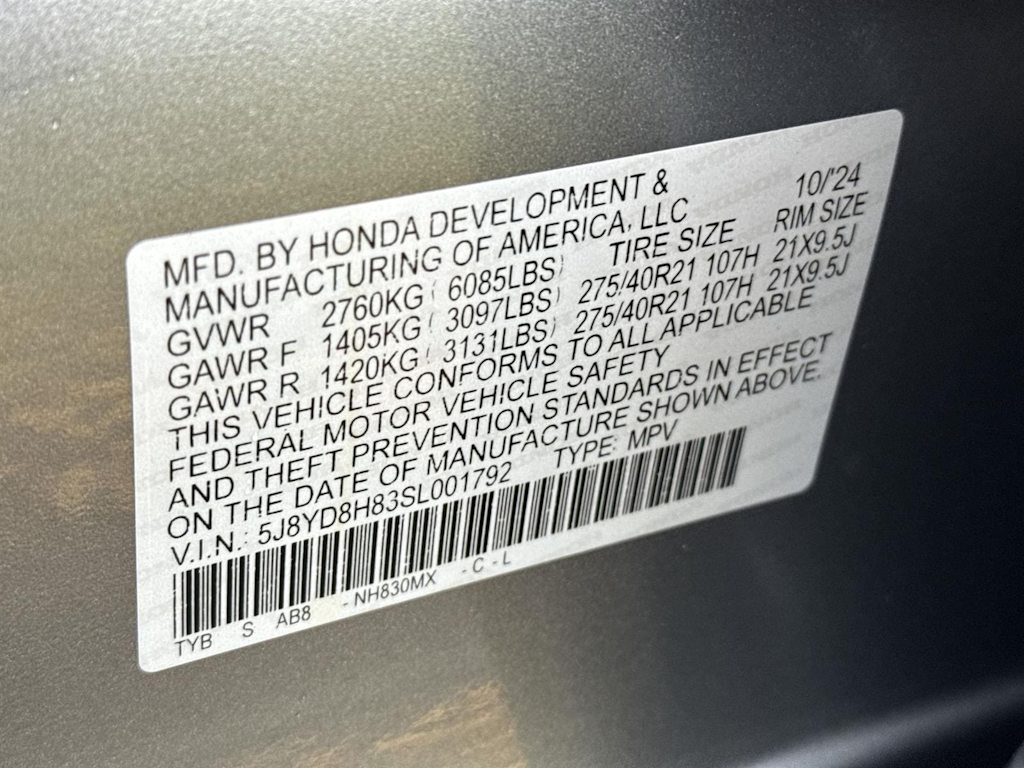 MFD. BY HONDA DEVELOPMENT & 10/'24
MANUFACTURING OF AMERICA, LLC
GVWR 2760KG ( 6085LBS) TIRE SIZE RIM SIZE
GAWR F 1405KG ( 3097LBS) 275/40R21 107H 21X9.5J
GAWR R 1420KG ( 3131LBS) 275/40R21 107H 21X9.5J
THIS VEHICLE CONFORMS TO ALL APPLICABLE
FEDERAL MOTOR VEHICLE SAFETY
AND THEFT PREVENTION STANDARDS IN EFFECT
ON THE DATE OF MANUFACTURE SHOWN ABOVE.
V.I.N.: 5J8YD8H83SL001792 TYPE: MPV
TYB S AB8 - NH830MX - C - L